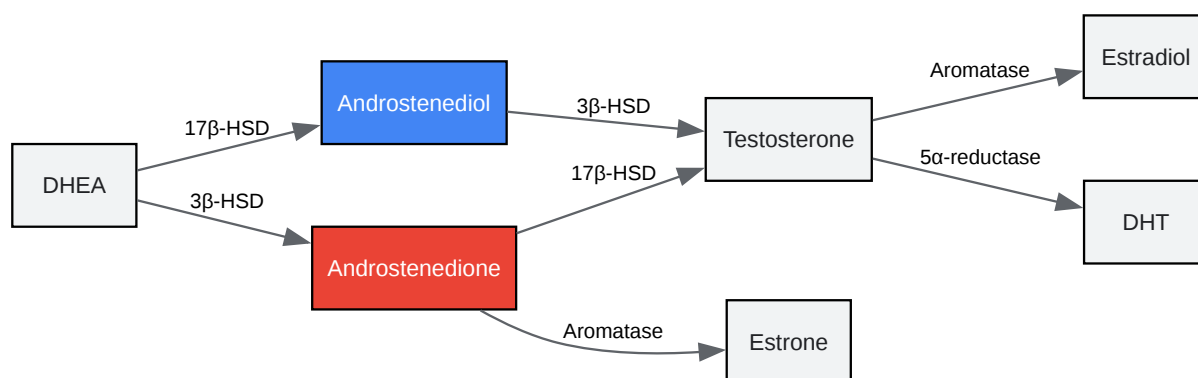 Estradiol
Aromatase
Androstenediol
3β-HSD
17β-HSD
Testosterone
5α-reductase
DHEA
17β-HSD
3β-HSD
DHT
Androstenedione
Aromatase
Estrone